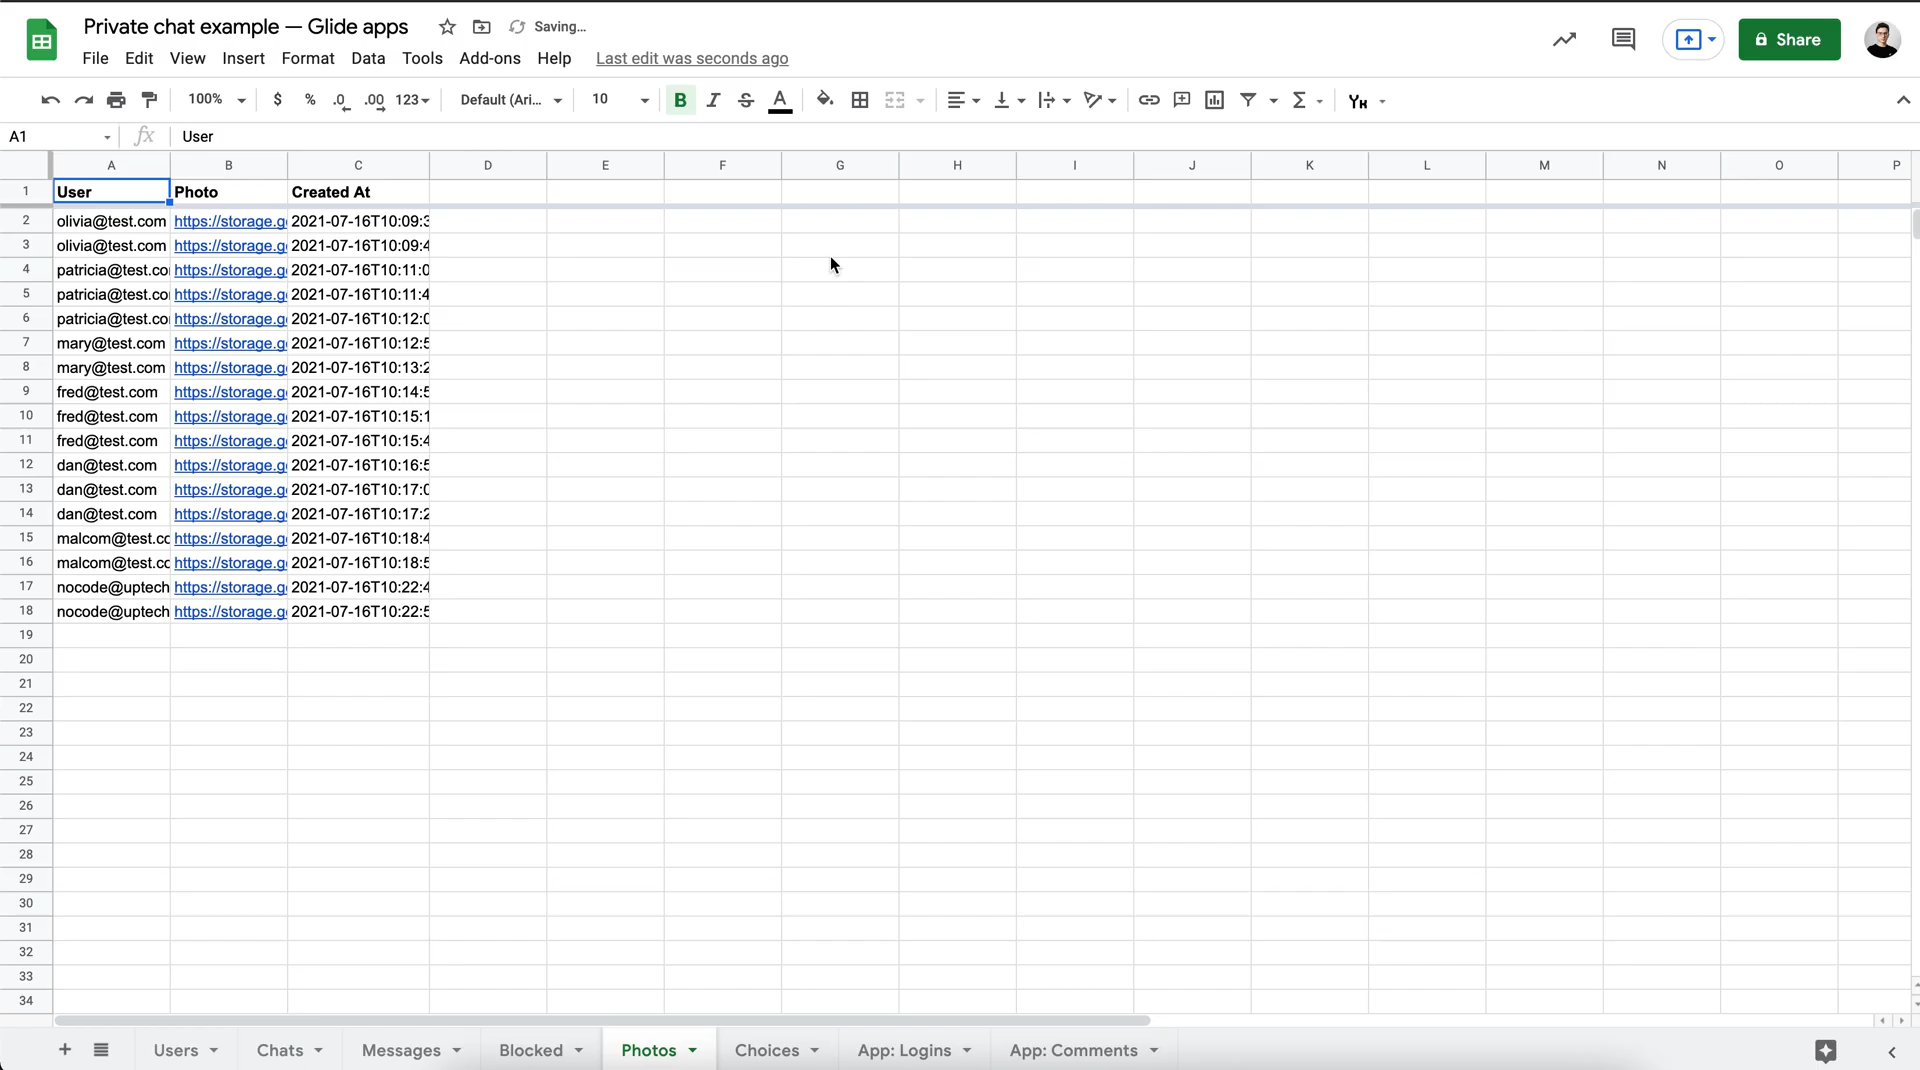 Private chat example — Glide apps
Saving...
File Edit View Insert Format Data Tools Add-ons Help Last edit was seconds ago
Share
100% $ % .0 .00 123 Default (Ari... 10 B I S A Σ Үк
A1 fx User
A B C D E F G H I J K L M N O P
1 User Photo Created At
2 olivia@test.com https://storage.g 2021-07-16T10:09:3
3 olivia@test.com https://storage.g 2021-07-16T10:09:4
4 patricia@test.co https://storage.g 2021-07-16T10:11:0
5 patricia@test.co https://storage.g 2021-07-16T10:11:4
6 patricia@test.co https://storage.g 2021-07-16T10:12:0
7 mary@test.com https://storage.g 2021-07-16T10:12:5
8 mary@test.com https://storage.g 2021-07-16T10:13:2
9 fred@test.com https://storage.g 2021-07-16T10:14:5
10 fred@test.com https://storage.g 2021-07-16T10:15:1
11 fred@test.com https://storage.g 2021-07-16T10:15:4
12 dan@test.com https://storage.g 2021-07-16T10:16:5
13 dan@test.com https://storage.g 2021-07-16T10:17:0
14 dan@test.com https://storage.g 2021-07-16T10:17:2
15 malcom@test.cc https://storage.g 2021-07-16T10:18:4
16 malcom@test.cc https://storage.g 2021-07-16T10:18:5
17 nocode@uptech https://storage.g 2021-07-16T10:22:4
18 nocode@uptech https://storage.g 2021-07-16T10:22:5
19
20
21
22
23
24
25
26
27
28
29
30
31
32
33
34
Users Chats Messages Blocked Photos Choices App: Logins App: Comments